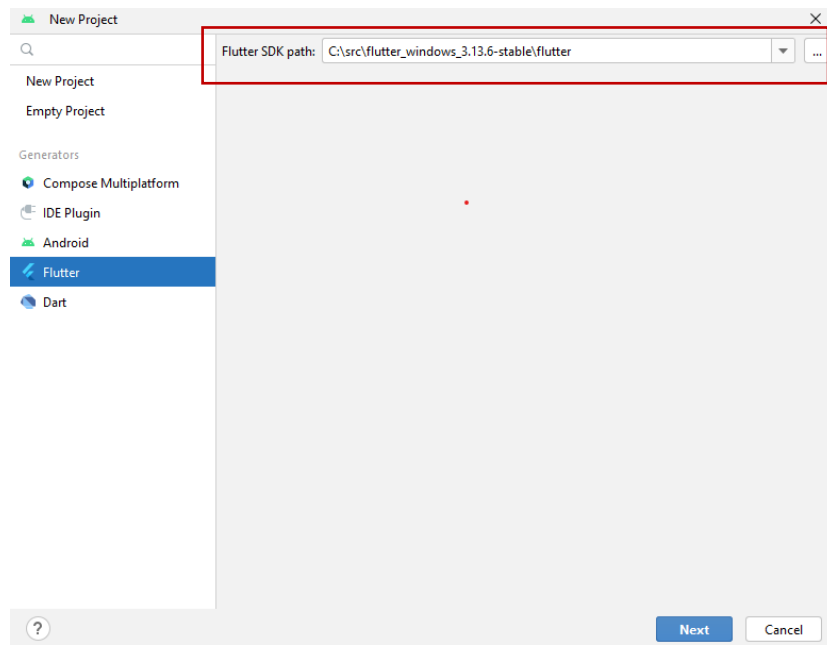 New Project
Flutter SDK path: C:\src\flutter_windows_3.13.6-stable\flutter ...
New Project
Empty Project
Generators
Compose Multiplatform
IDE Plugin
Android
Flutter
Dart
? Next Cancel